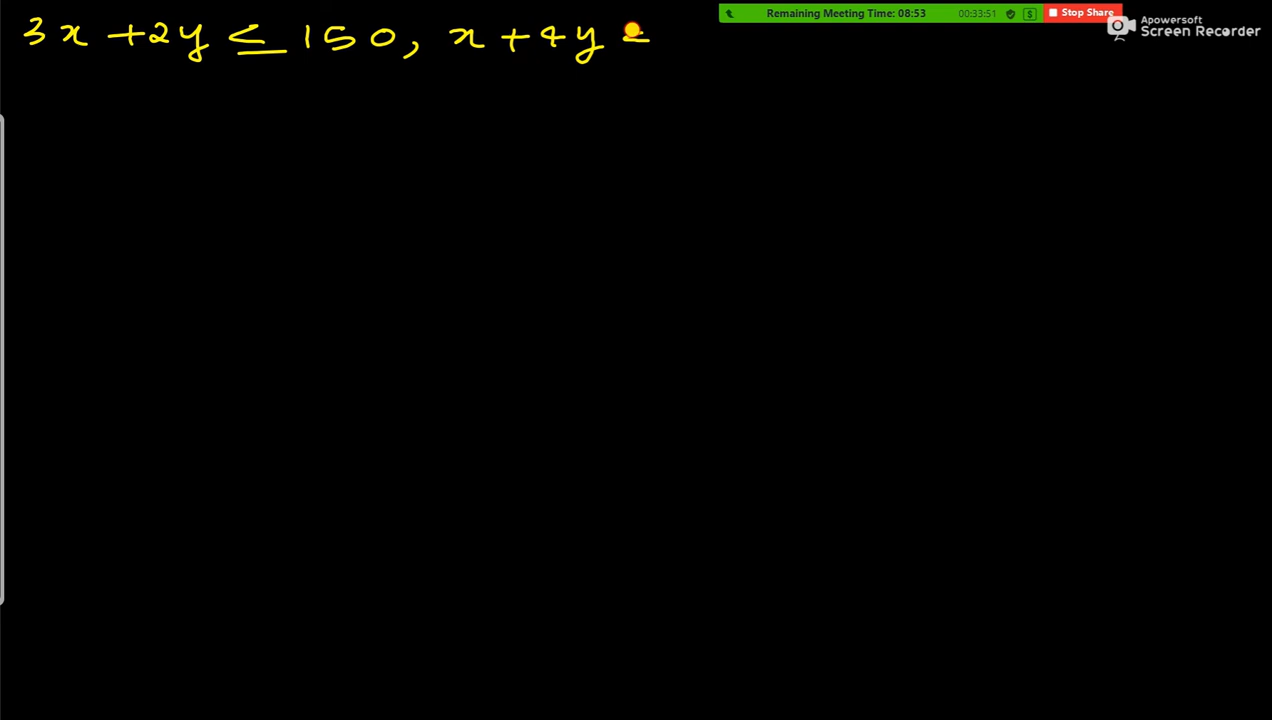 3x + 2y ≤ 150, x + 4y
Remaining Meeting Time: 08:53 00:33:51 Stop Share
Apowersoft
Screen Recorder